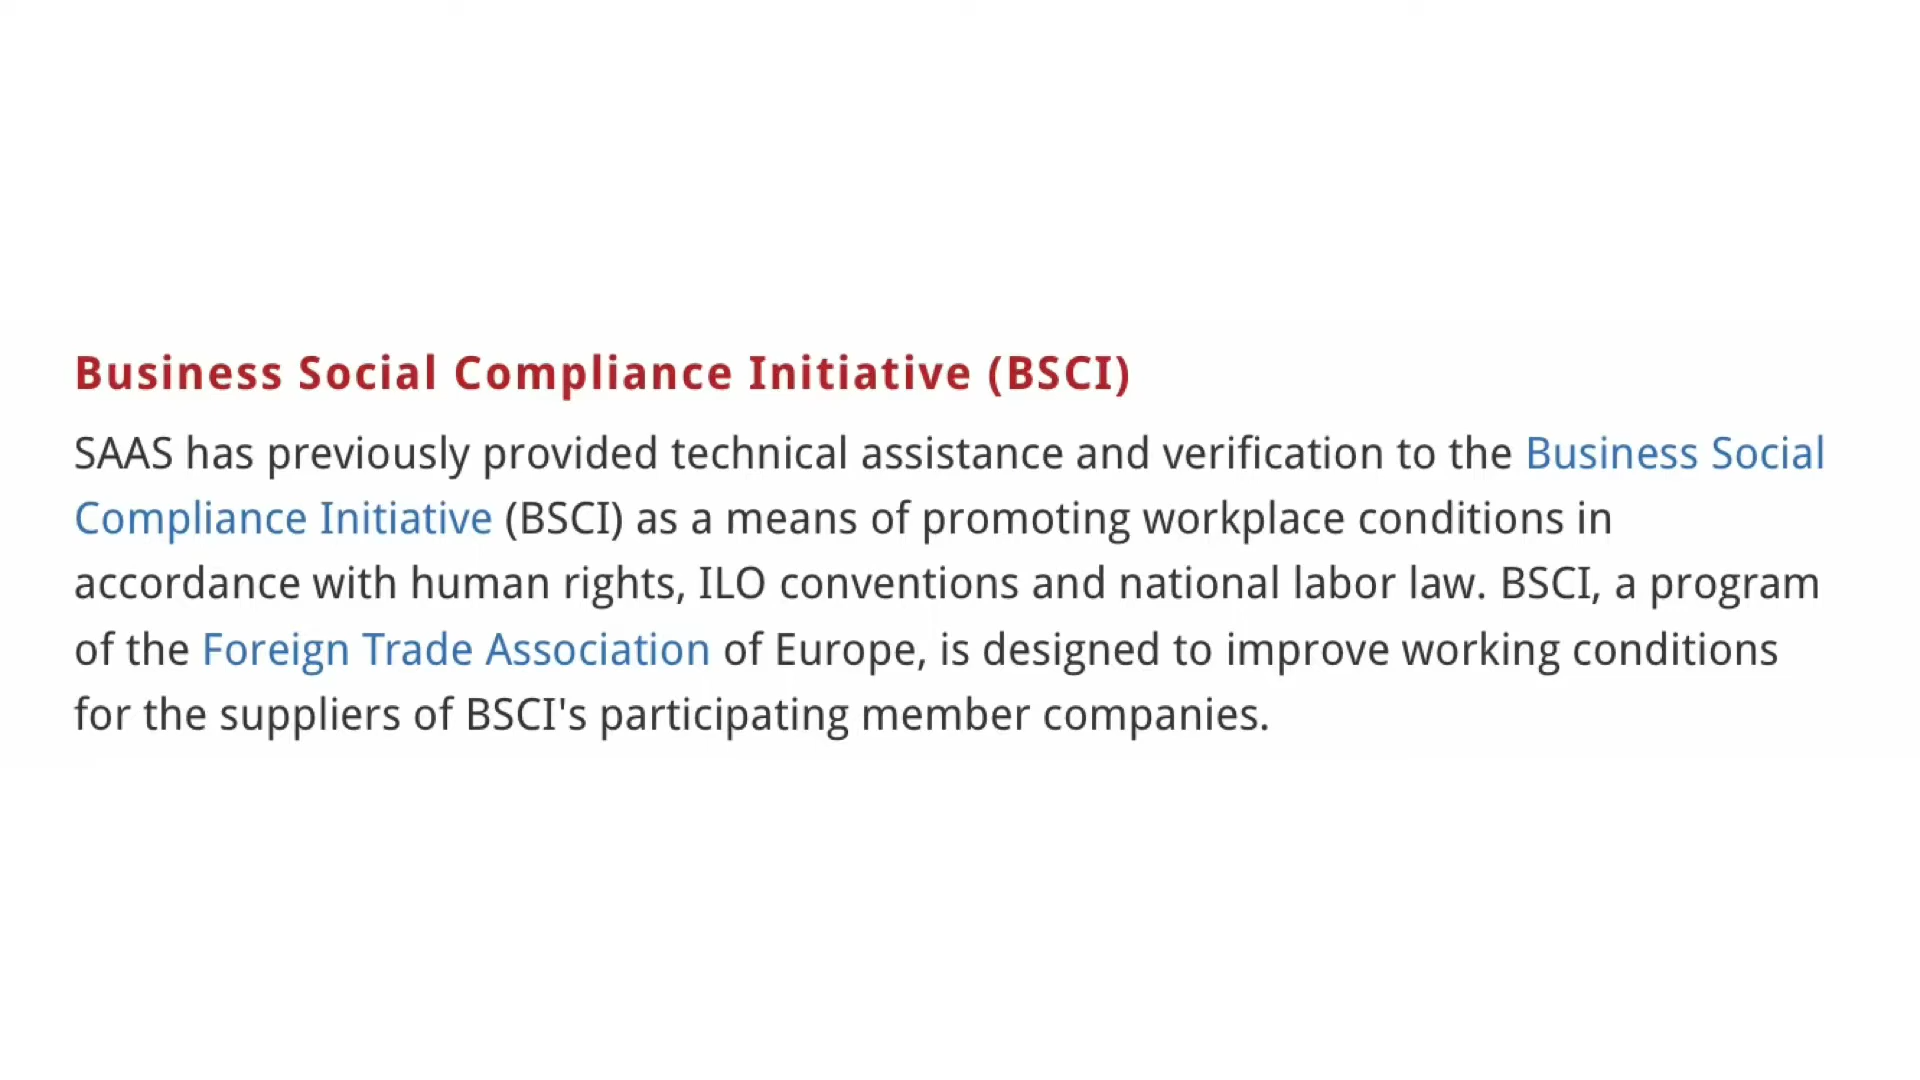 Business Social Compliance Initiative (BSCI)
SAAS has previously provided technical assistance and verification to the Business Social
Compliance Initiative (BSCI) as a means of promoting workplace conditions in
accordance with human rights, ILO conventions and national labor law. BSCI, a program
of the Foreign Trade Association of Europe, is designed to improve working conditions
for the suppliers of BSCI's participating member companies.